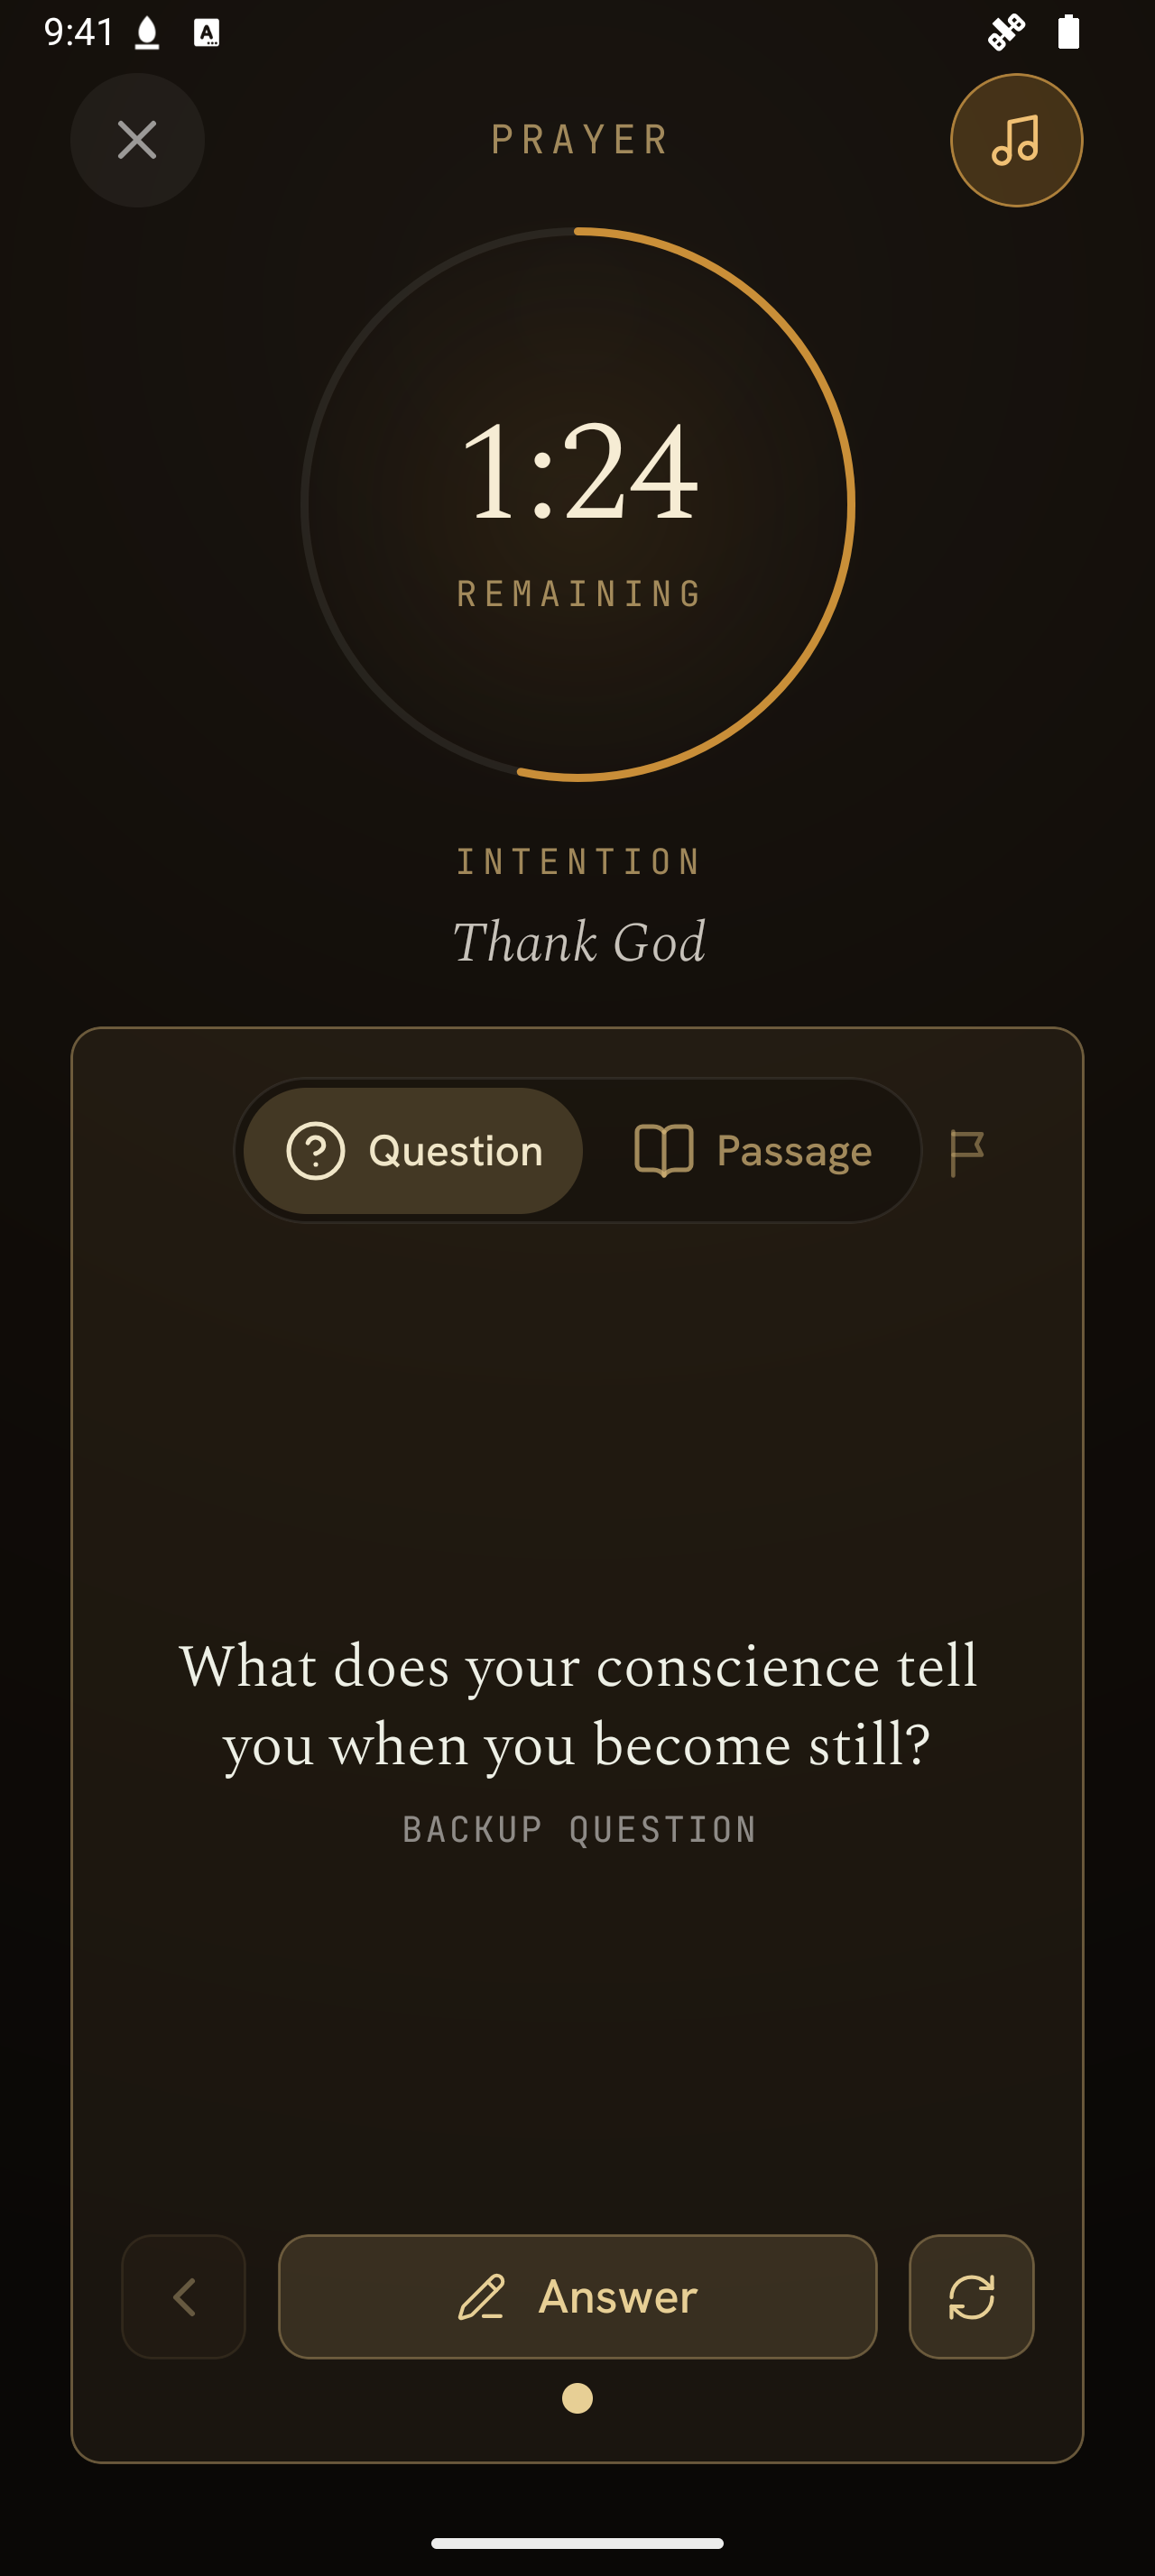 9:41
PRAYER
1:24
REMAINING
INTENTION
Thank God
Question
Passage
What does your conscience tell
you when you become still?
BACKUP QUESTION
Answer